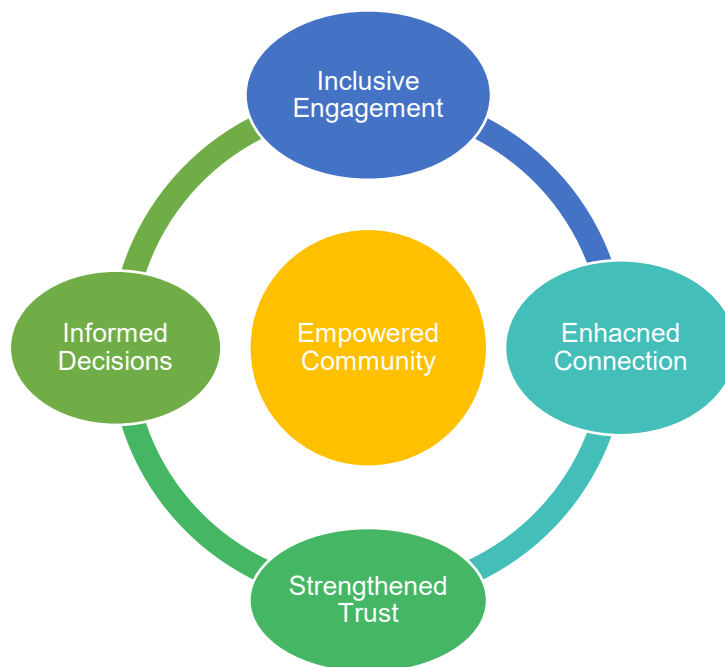 Inclusive
Engagement
Informed
Decisions
Empowered
Community
Enhacned
Connection
Strengthened
Trust